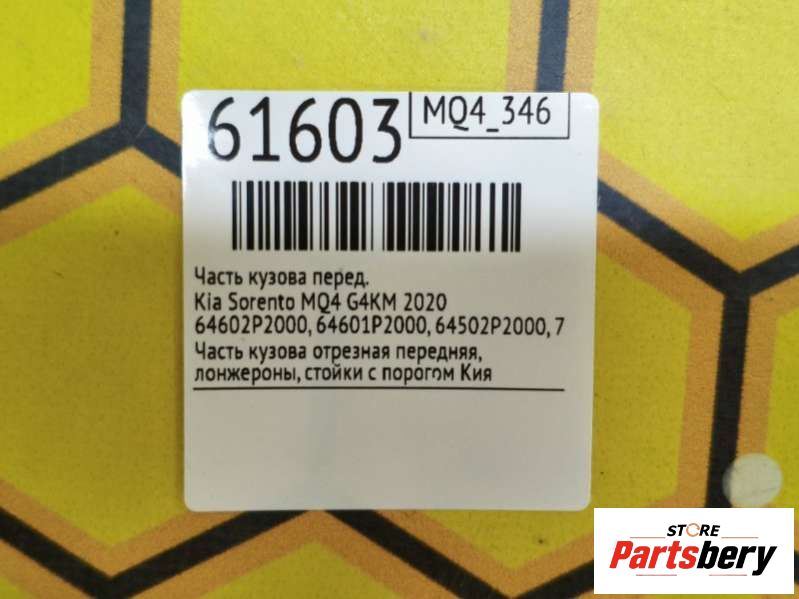 61603
MQ4_346
Часть кузова перед.
Kia Sorento MQ4 G4KM 2020
64602P2000, 64601P2000, 64502P2000, 7
Часть кузова отрезная передняя,
лонжероны, стойки с порогом Кия
STORE
Partsbery